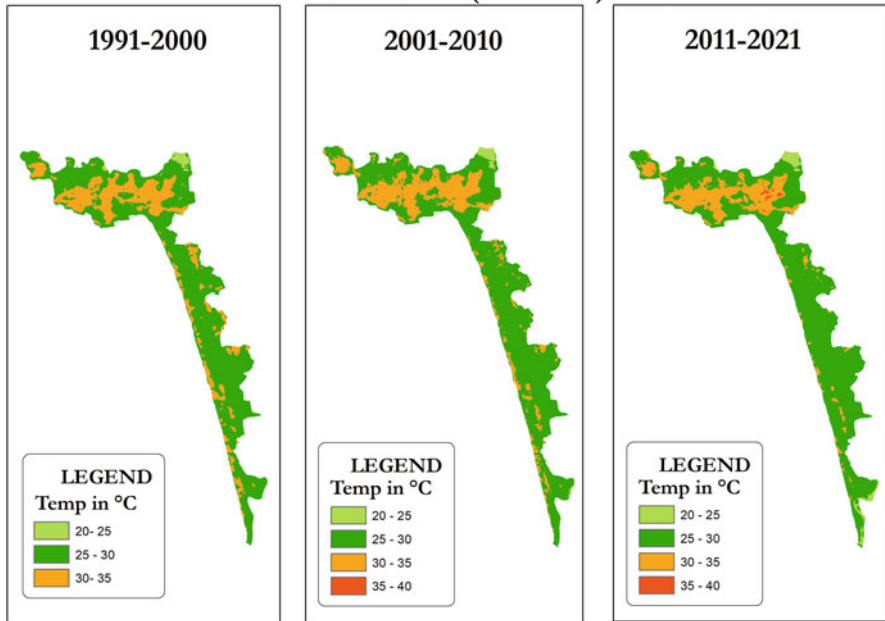 1991-2000
LEGEND
Temp in °C
20- 25
25 - 30
30- 35
2001-2010
LEGEND
Temp in °C
20 - 25
25 - 30
30 - 35
35 - 40
2011-2021
LEGEND
Temp in °C
20 - 25
25 - 30
30 - 35
35 - 40